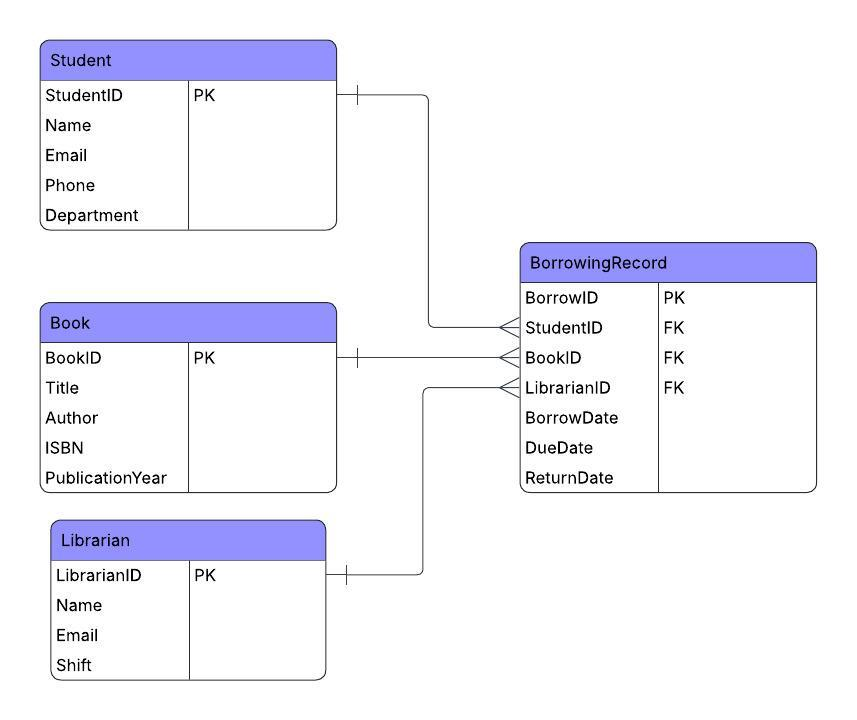 Student
StudentID PK
Name
Email
Phone
Department
Book
BookID PK
Title
Author
ISBN
PublicationYear
Librarian
LibrarianID PK
Name
Email
Shift
BorrowingRecord
BorrowID PK
StudentID FK
BookID FK
LibrarianID FK
BorrowDate
DueDate
ReturnDate